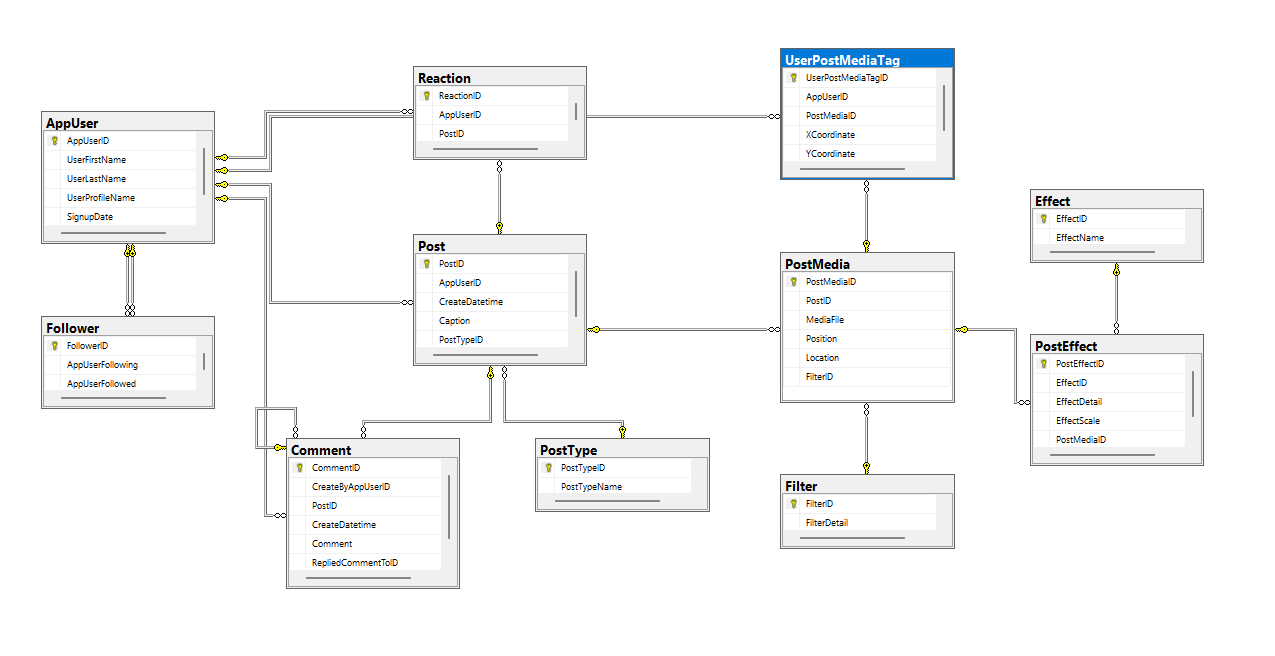 AppUser
AppUserID
UserFirstName
UserLastName
UserProfileName
SignupDate
Follower
FollowerID
AppUserFollowing
AppUserFollowed
Reaction
ReactionID
AppUserID
PostID
Post
PostID
AppUserID
CreateDatetime
Caption
PostTypeID
Comment
CommentID
CreateByAppUserID
PostID
CreateDatetime
Comment
RepliedCommentToID
PostType
PostTypeID
PostTypeName
UserPostMediaTag
UserPostMediaTagID
AppUserID
PostMediaID
XCoordinate
YCoordinate
PostMedia
PostMediaID
PostID
MediaFile
Position
Location
FilterID
Filter
FilterID
FilterDetail
Effect
EffectID
EffectName
PostEffect
PostEffectID
EffectID
EffectDetail
EffectScale
PostMediaID